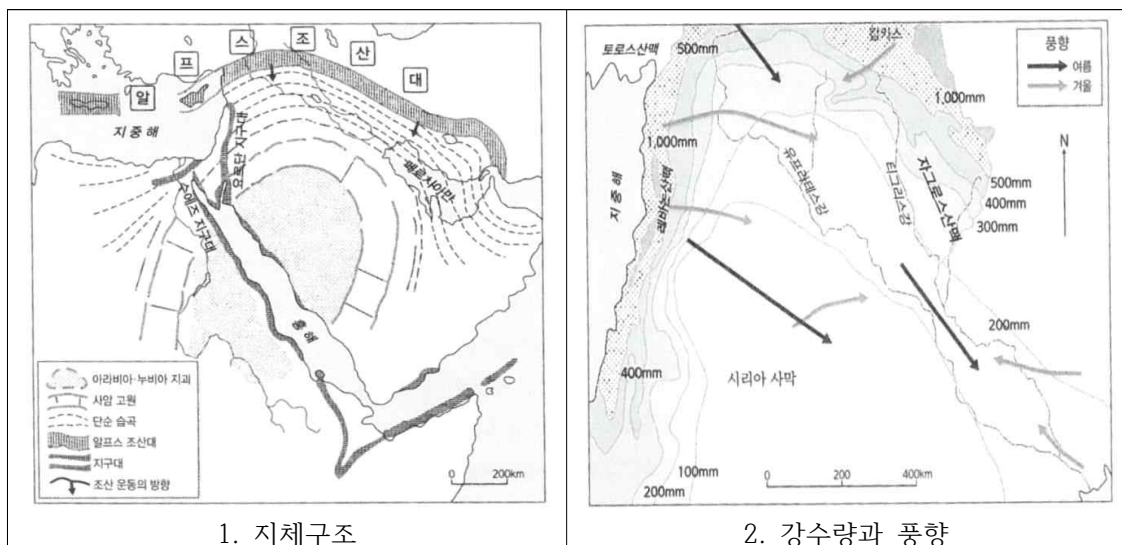 프
스
조
산
대
알
지 중 해
요르단 지구대
수에즈 지구대
페르시아만
홍 해
아라비아·누비아 지괴
사암 고원
단순 습곡
알프스 조산대
지구대
조산 운동의 방향
0 200km
1. 지체구조
토로스산맥
500mm
캅카스
풍향
여름
겨울
1,000mm
N
1,000mm
유프라테스강
티그리스강
자그로스산맥
500mm
400mm
300mm
지 중 해
레바논산맥
200mm
400mm
시리아 사막
100mm
200mm
0 200 400km
2. 강수량과 풍향